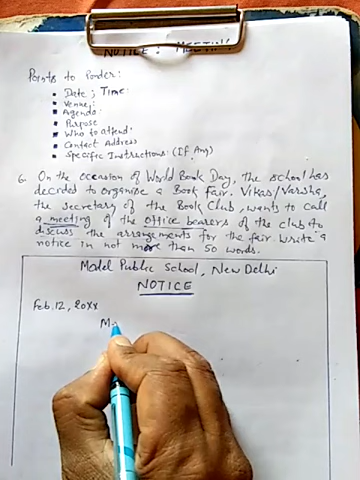 NOTICE: MEETING
Points to Ponder:
Date; Time:
Venue:
Agenda:
Purpose
Who to attend:
Contact Address
Specific Instructions: (If Any)
6. On the occasion of World Book Day, the school has
decided to organise a Book Fair. Vikas/Varsha,
the secretary of the Book Club, wants to call
a meeting of the office bearers of the club to
discuss the arrangements for the fair. Write a
notice in not more than 50 words.
Model Public School, New Delhi
NOTICE
Feb. 12, 20XX